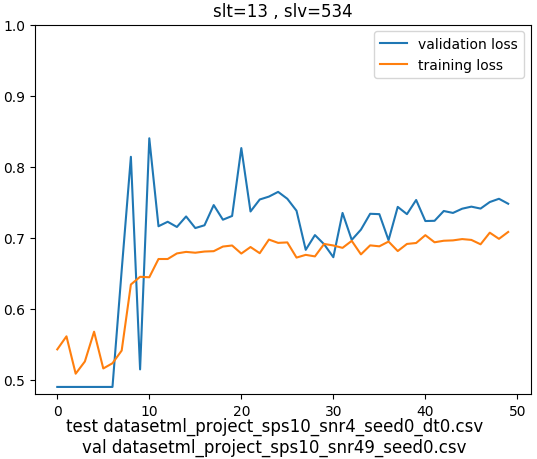 slt=13 , slv=534
1.0
validation loss
training loss
0.9
0.8
0.7
0.6
0.5
0 10 20 30 40 50
test datasetml_project_sps10_snr4_seed0_dt0.csv
val datasetml_project_sps10_snr49_seed0.csv